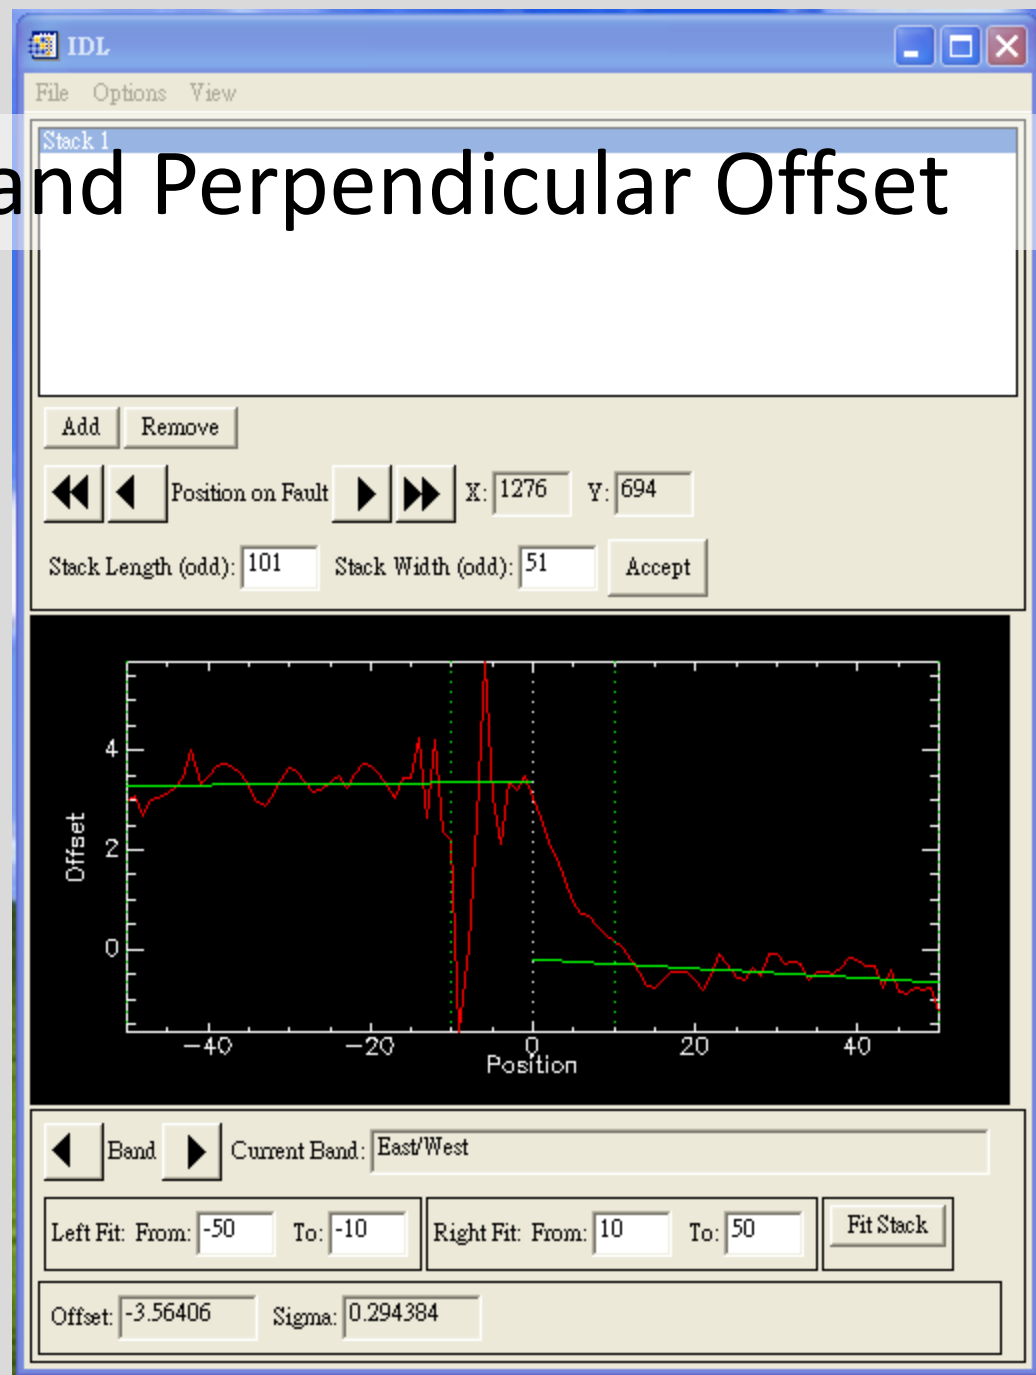 IDL
File Options View
Stack 1
and Perpendicular Offset
Add Remove
Position on Fault X: 1276 Y: 694
Stack Length (odd): 101 Stack Width (odd): 51 Accept
4
2
0
Offset
-40 -20 0 20 40
Position
Band Current Band: East/West
Left Fit: From: -50 To: -10 Right Fit: From: 10 To: 50 Fit Stack
Offset: -3.56406 Sigma: 0.294384